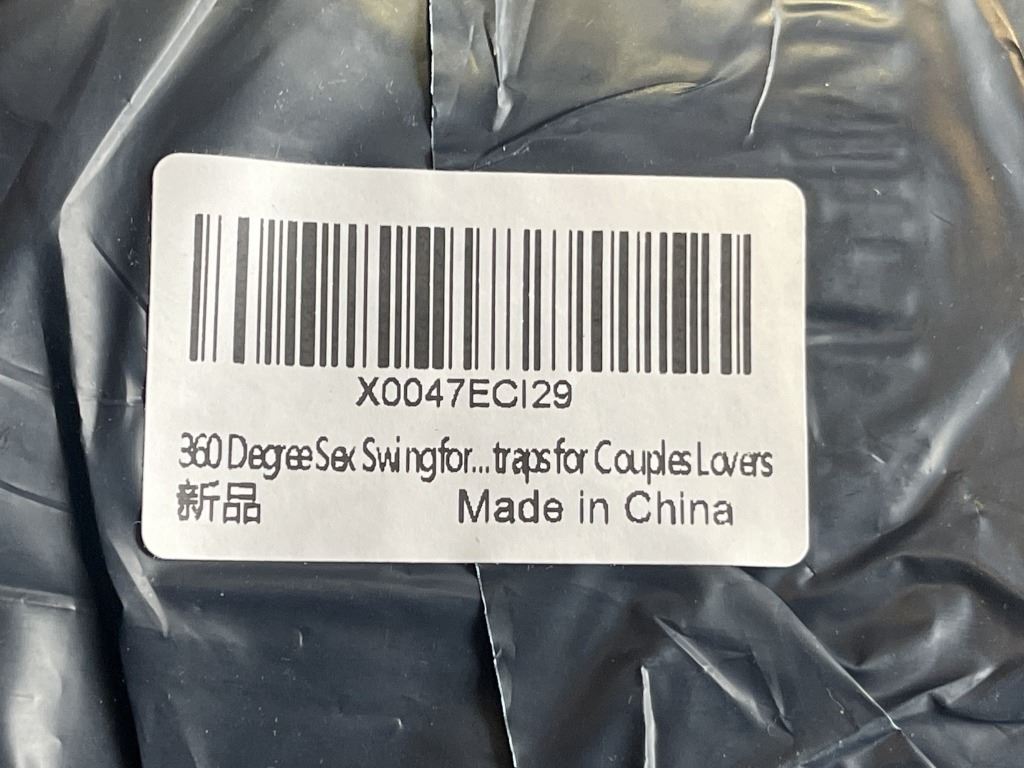 X0047ECI29
360 Degree Sex Swing for...traps for Couples Lovers
新品 Made in China